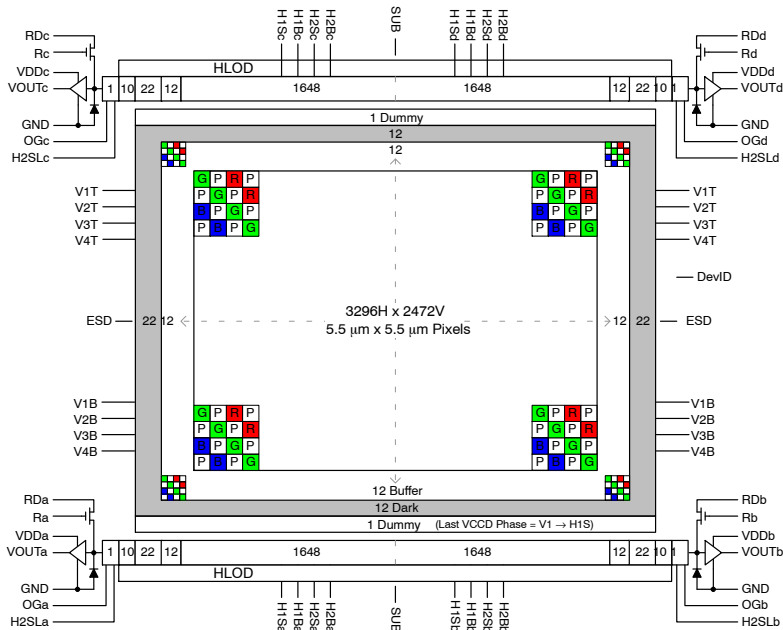 H1Sc H1Bc H2Sc H2Bc SUB H1Sd H1Bd H2Sd H2Bd
RDc RDd
Rc Rd
HLOD
VDDc VDDd
VOUTc 1 10 22 12 1648 1648 12 22 10 1 VOUTd
GND GND
1 Dummy
OGc OGd
12
H2SLc 12 H2SLd
G P R P G P R P
V1T P G P R P G P R V1T
V2T B P G P B P G P V2T
V3T P B P G P B P G V3T
V4T V4T
DevID
3296H x 2472V
ESD 22 12 12 22 ESD
5.5 μm x 5.5 μm Pixels
V1B V1B
G P R P G P R P
V2B P G P R P G P R V2B
V3B B P G P B P G P V3B
V4B P B P G P B P G V4B
12 Buffer
RDa 12 Dark RDb
Ra 1 Dummy (Last VCCD Phase = V1 → H1S) Rb
VDDa VDDb
VOUTa 1 10 22 12 1648 1648 12 22 10 1 VOUTb
HLOD
GND GND
OGa OGb
H2SLa H2SLb
H1Sa H1Ba H2Sa H2Ba SUB H1Sb H1Bb H2Sb H2Bb